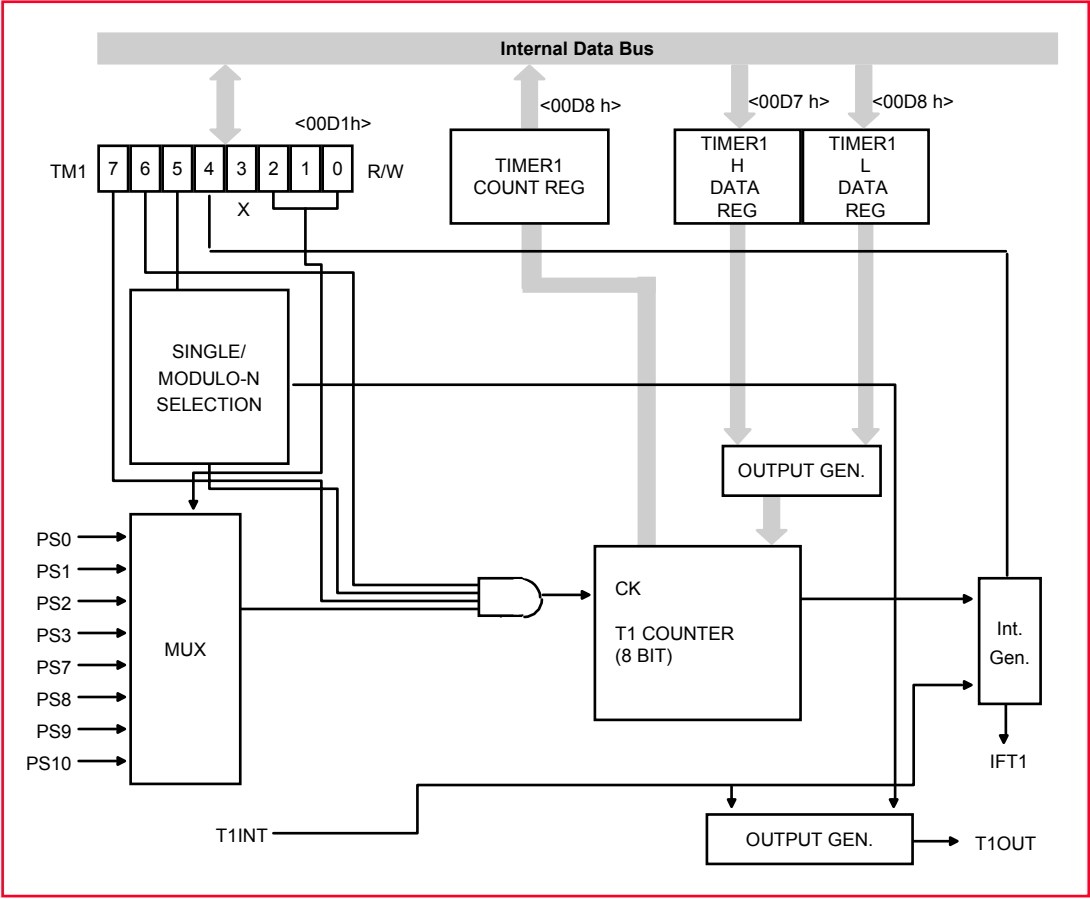 Internal Data Bus
<00D8 h>
<00D7 h>
<00D8 h>
<00D1h>
TM1
7 6 5 4 3 2 1 0
R/W
X
TIMER1
COUNT REG
TIMER1
H
DATA
REG
TIMER1
L
DATA
REG
SINGLE/
MODULO-N
SELECTION
OUTPUT GEN.
PS0
PS1
PS2
PS3
PS7
PS8
PS9
PS10
MUX
CK
T1 COUNTER
(8 BIT)
Int.
Gen.
IFT1
T1INT
OUTPUT GEN.
T1OUT